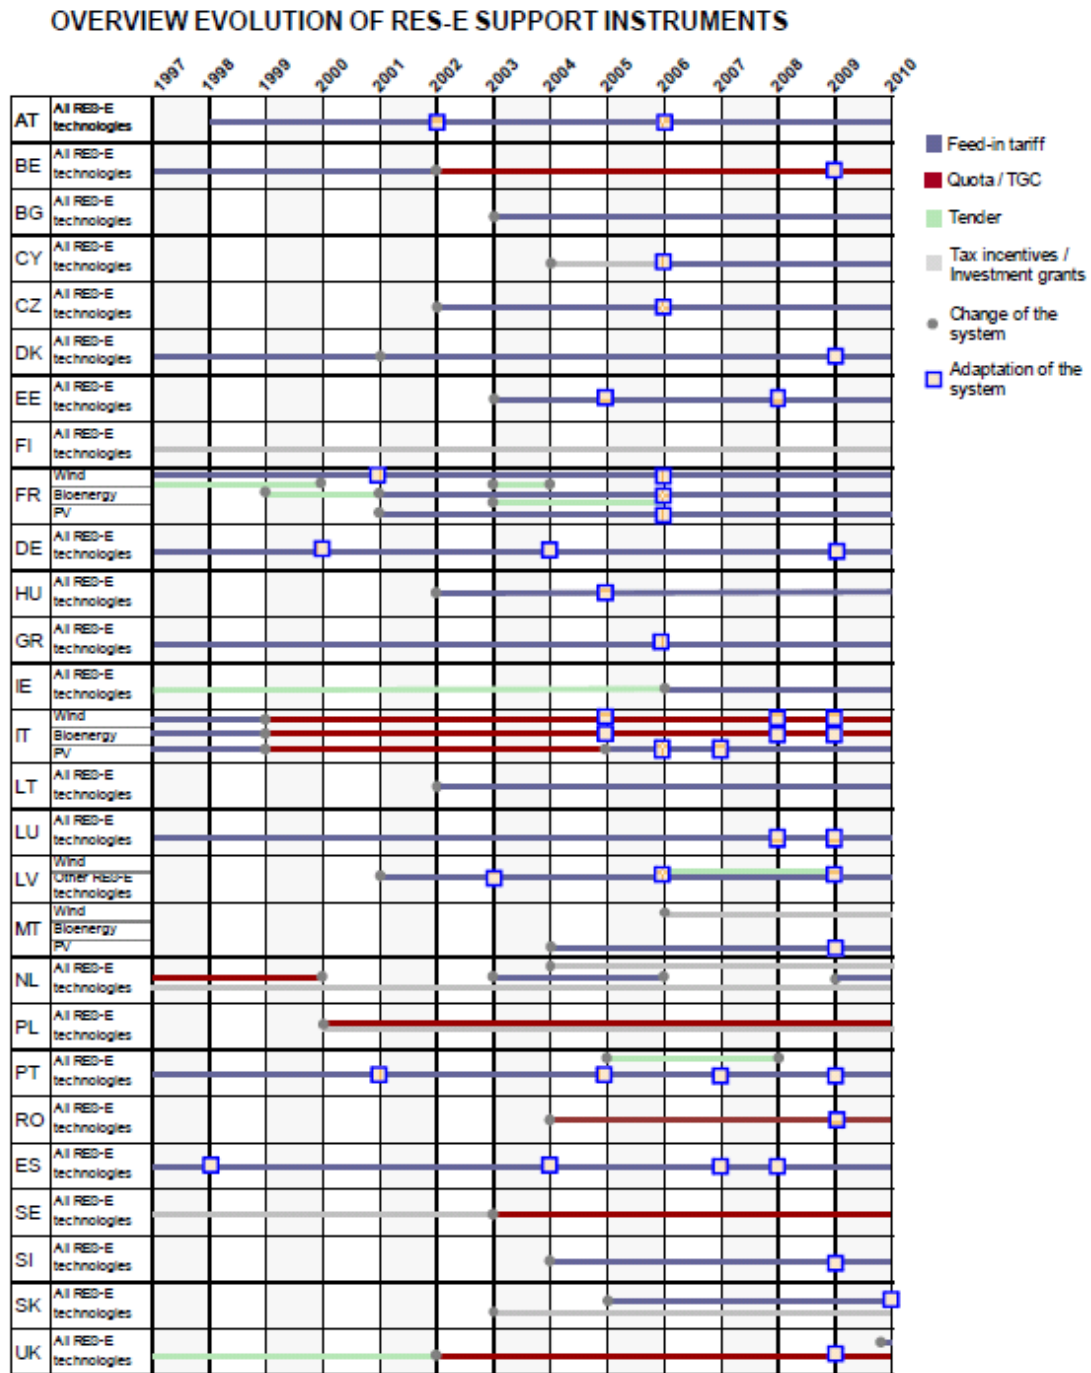 OVERVIEW EVOLUTION OF RES-E SUPPORT INSTRUMENTS
1997 1998 1999 2000 2001 2002 2003 2004 2005 2006 2007 2008 2009 2010
AT All RES-E
technologies
BE All RES-E
technologies
BG All RES-E
technologies
CY All RES-E
technologies
CZ All RES-E
technologies
DK All RES-E
technologies
EE All RES-E
technologies
FI All RES-E
technologies
FR Wind
Bioenergy
PV
DE All RES-E
technologies
HU All RES-E
technologies
GR All RES-E
technologies
IE All RES-E
technologies
IT Wind
Bioenergy
PV
LT All RES-E
technologies
LU All RES-E
technologies
LV Wind
Other RES-E
technologies
MT Wind
Bioenergy
PV
NL All RES-E
technologies
PL All RES-E
technologies
PT All RES-E
technologies
RO All RES-E
technologies
ES All RES-E
technologies
SE All RES-E
technologies
SI All RES-E
technologies
SK All RES-E
technologies
UK All RES-E
technologies
Feed-in tariff
Quota / TGC
Tender
Tax incentives /
Investment grants
Change of the
system
Adaptation of the
system